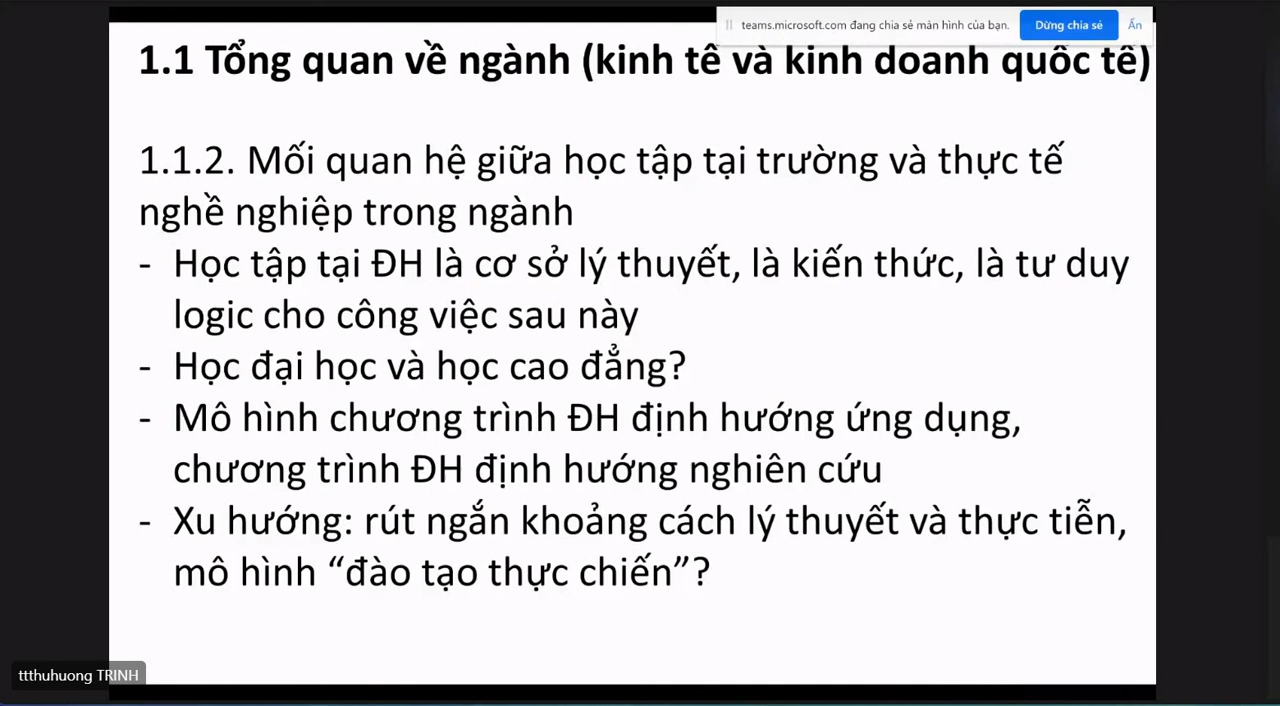 teams.microsoft.com đang chia sẻ màn hình của bạn. Dừng chia sẻ Ẩn
1.1 Tổng quan về ngành (kinh tế và kinh doanh quốc tế)
1.1.2. Mối quan hệ giữa học tập tại trường và thực tế
nghề nghiệp trong ngành
- Học tập tại ĐH là cơ sở lý thuyết, là kiến thức, là tư duy
logic cho công việc sau này
- Học đại học và học cao đẳng?
- Mô hình chương trình ĐH định hướng ứng dụng,
chương trình ĐH định hướng nghiên cứu
- Xu hướng: rút ngắn khoảng cách lý thuyết và thực tiễn,
mô hình “đào tạo thực chiến”?
ttthuhuong TRINH